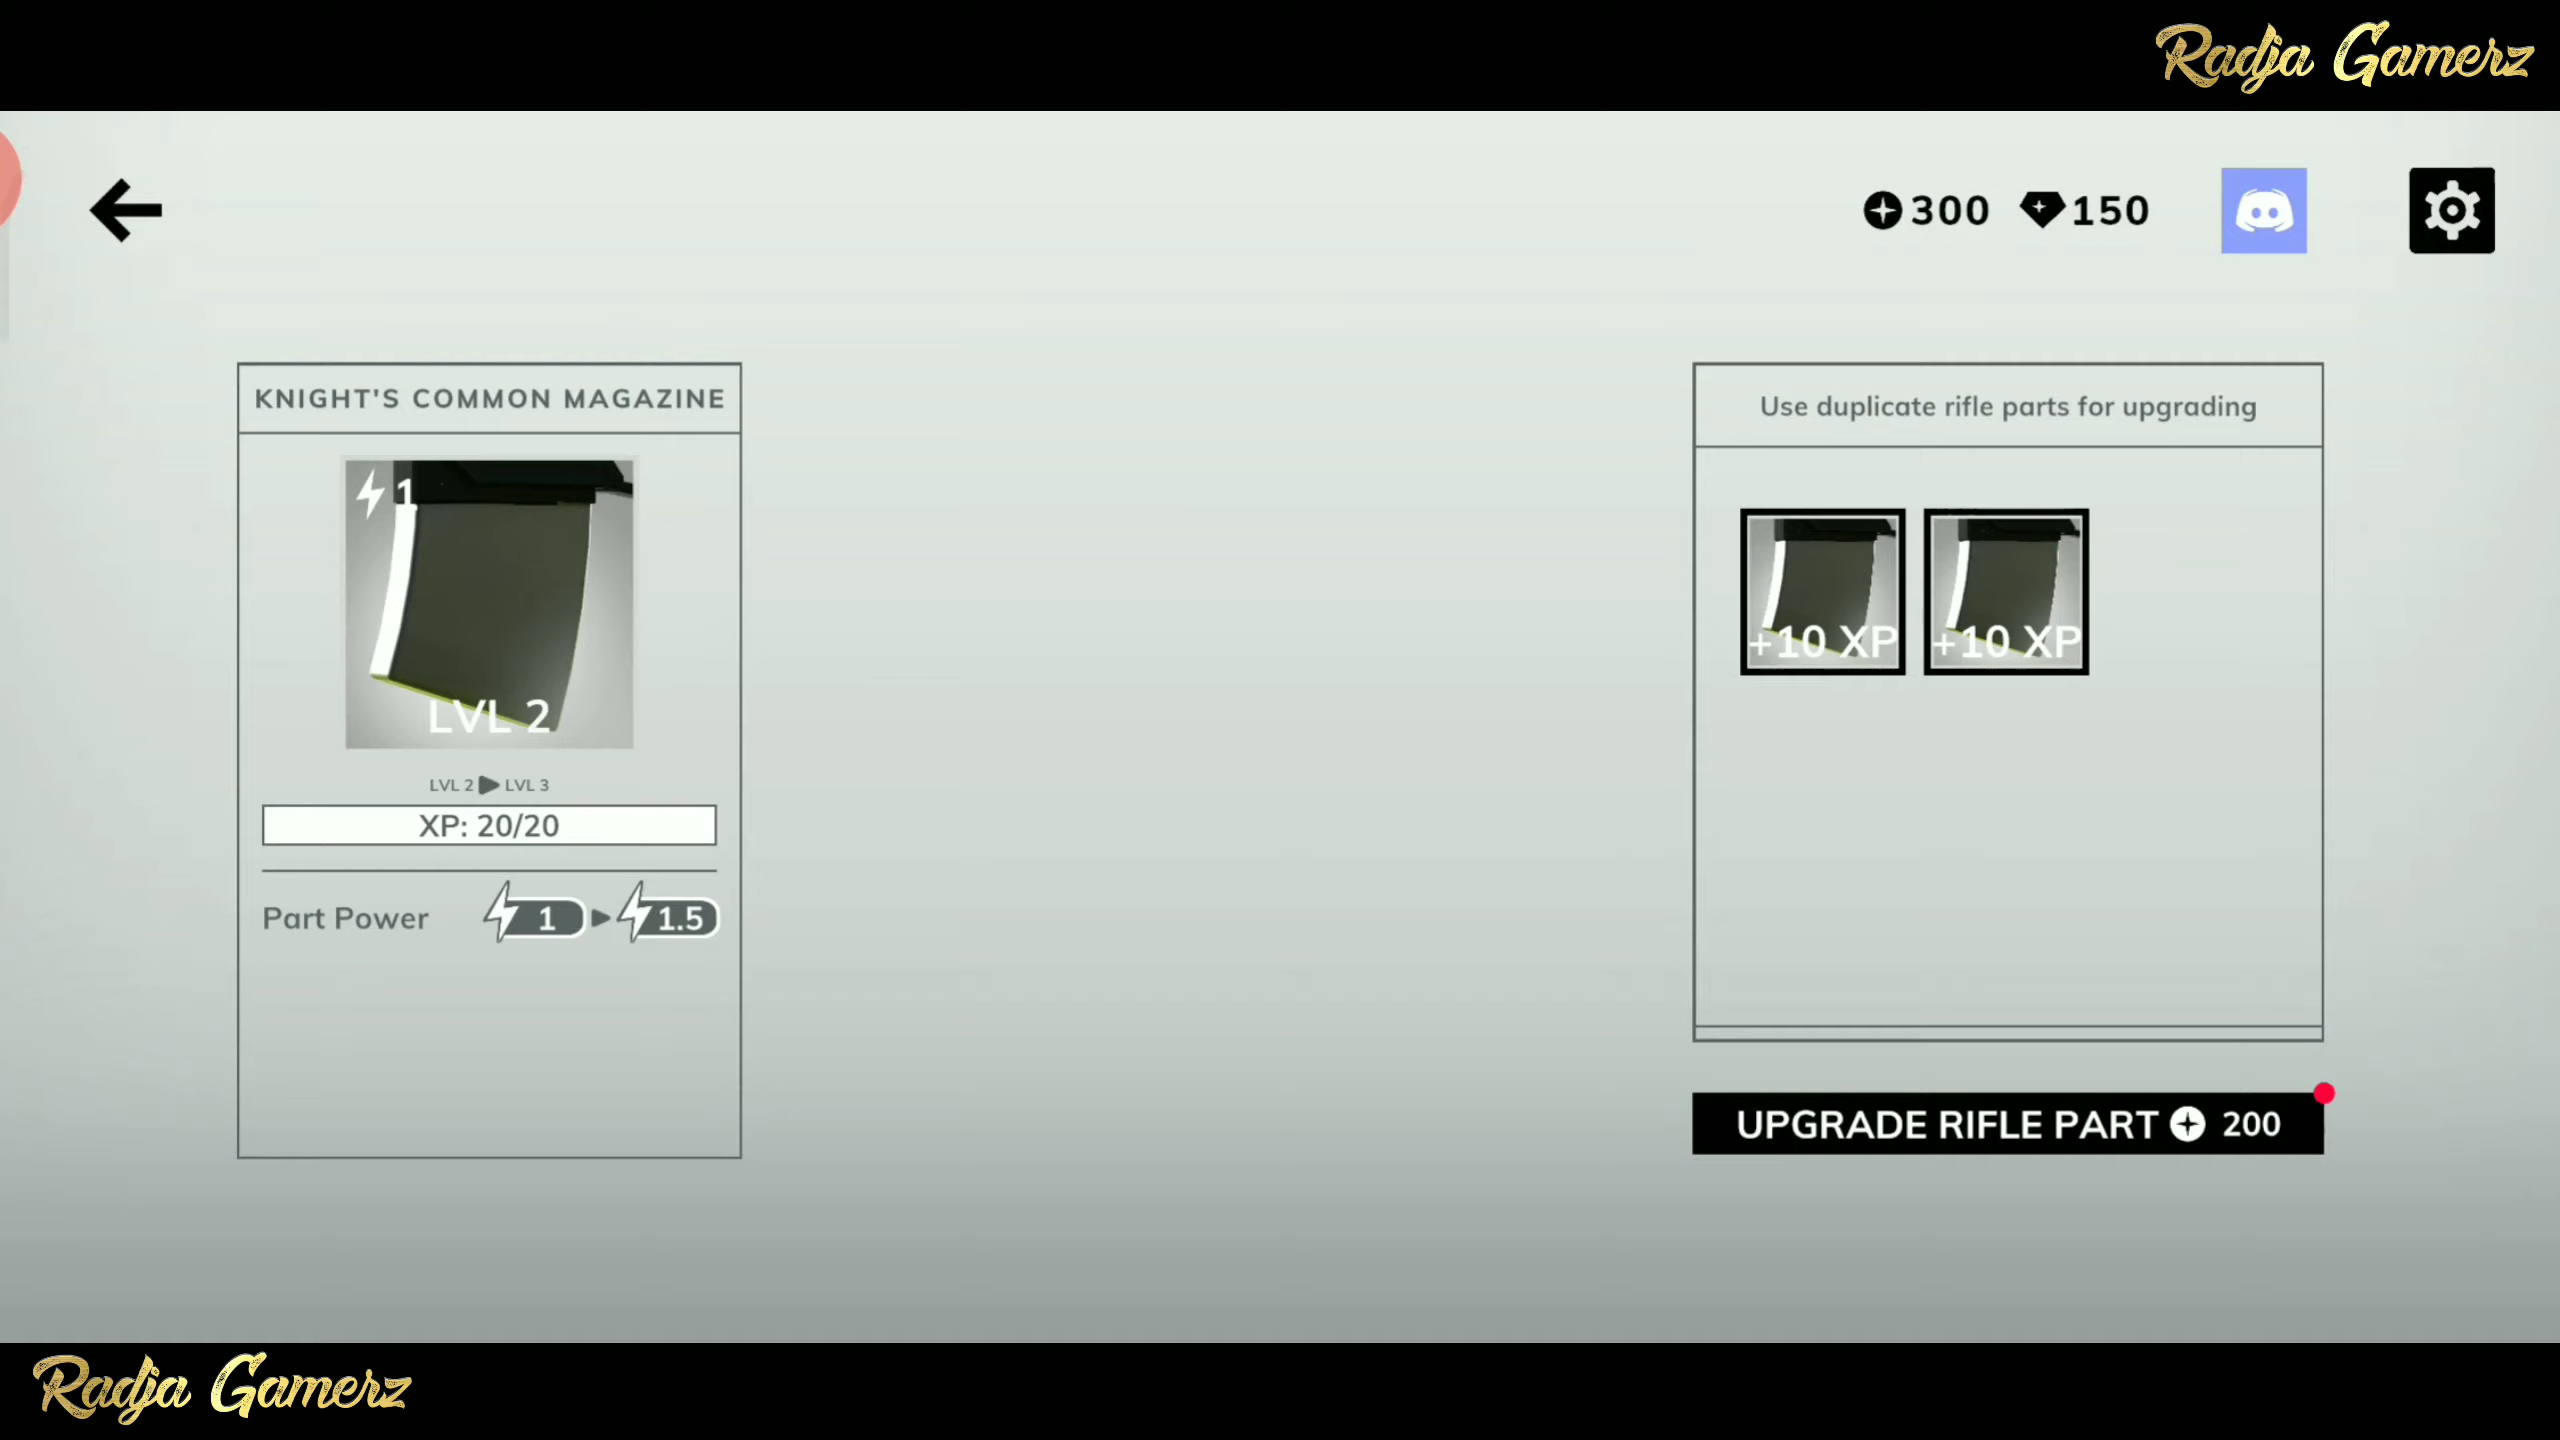 Radja Gamerz
300 150
KNIGHT'S COMMON MAGAZINE
1
LVL 2
LVL 2 LVL 3
XP: 20/20
Part Power 1 1.5
Use duplicate rifle parts for upgrading
+10 XP +10 XP
UPGRADE RIFLE PART 200
Radja Gamerz